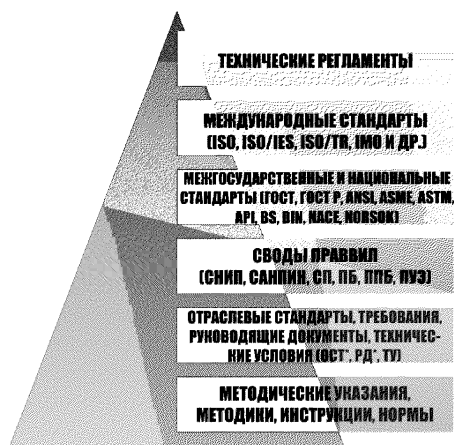 ТЕХНИЧЕСКИЕ РЕГЛАМЕНТЫ
МЕЖДУНАРОДНЫЕ СТАНДАРТЫ
(ISO, ISO/IES, ISO/TR, IMO И ДР.)
МЕЖГОСУДАРСТВЕННЫЕ И НАЦИОНАЛЬНЫЕ
СТАНДАРТЫ (ГОСТ, ГОСТ Р, ANSI, ASME, ASTM,
API, BS, DIN, NACE, NORSOK)
СВОДЫ ПРАВВИЛ
(СНИП, САНПИН, СП, ПБ, ППБ, ПУЭ)
ОТРАСЛЕВЫЕ СТАНДАРТЫ, ТРЕБОВАНИЯ,
РУКОВОДЯЩИЕ ДОКУМЕНТЫ, ТЕХНИЧЕС-
КИЕ УСЛОВИЯ (ОСТ*, РД*, ТУ)
МЕТОДИЧЕСКИЕ УКАЗАНИЯ,
МЕТОДИКИ, ИНСТРУКЦИИ, НОРМЫ